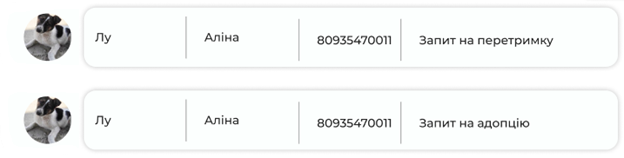 Лу Аліна 80935470011 Запит на перетримку
Лу Аліна 80935470011 Запит на адопцію